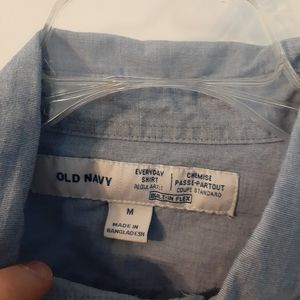 OLD NAVY
EVERYDAY
SHIRT
REGULAR FIT
CHEMISE
PASSE-PARTOUT
COUPE STANDARD
BUILT-IN FLEX
M
MADE IN
BANGLADESH